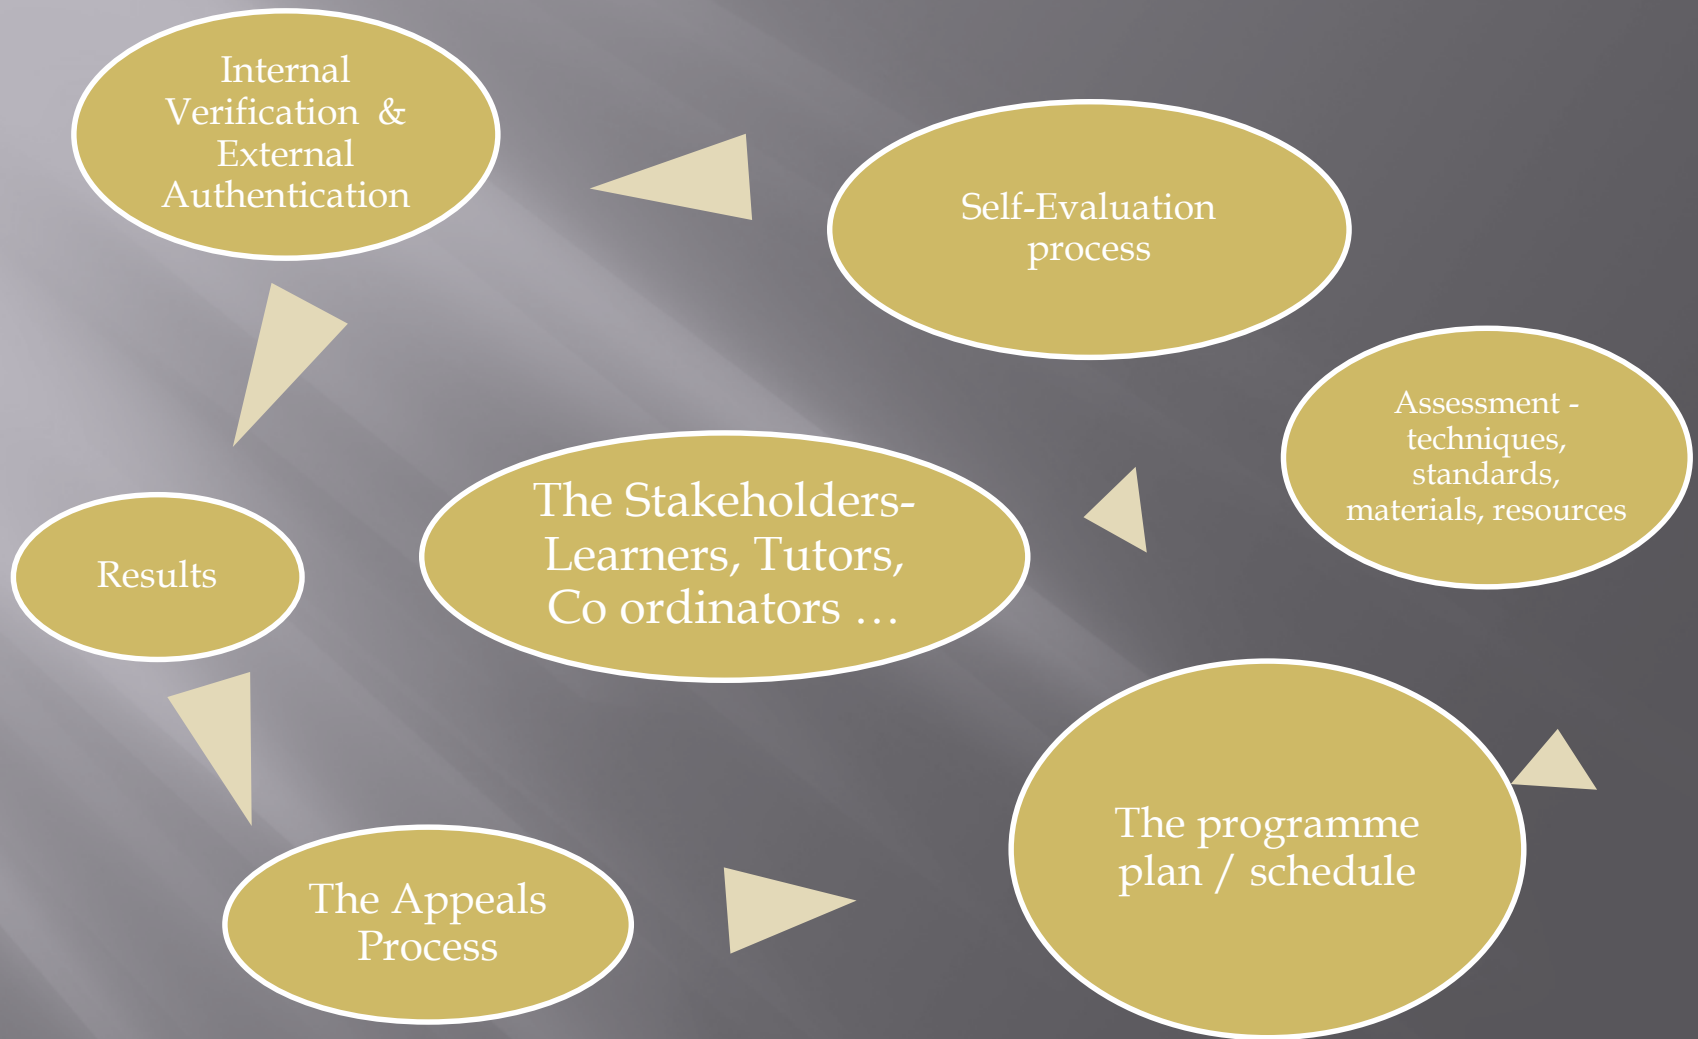 Internal
Verification  &
External
Authentication
Self-Evaluation
process
Assessment -
techniques,
standards,
materials, resources
The Stakeholders-
Learners, Tutors,
Co ordinators …
Results
The programme
plan / schedule
The Appeals
Process